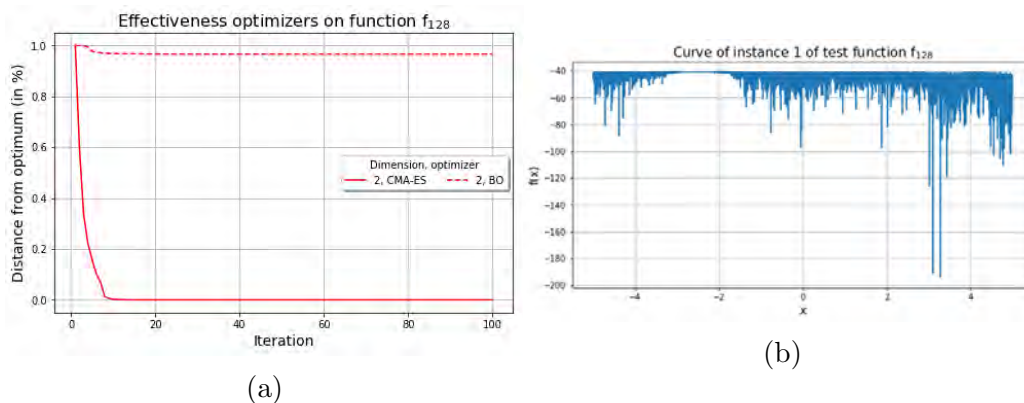 Effectiveness optimizers on function f₁₂₈
Distance from optimum (in %)
1.0
0.8
0.6
0.4
0.2
0.0
Dimension, optimizer
2, CMA-ES 2, BO
0 20 40 60 80 100
Iteration
(a)
Curve of instance 1 of test function f₁₂₈
f(x)
−40
−60
−80
−100
−120
−140
−160
−180
−200
−4 −2 0 2 4
x
(b)